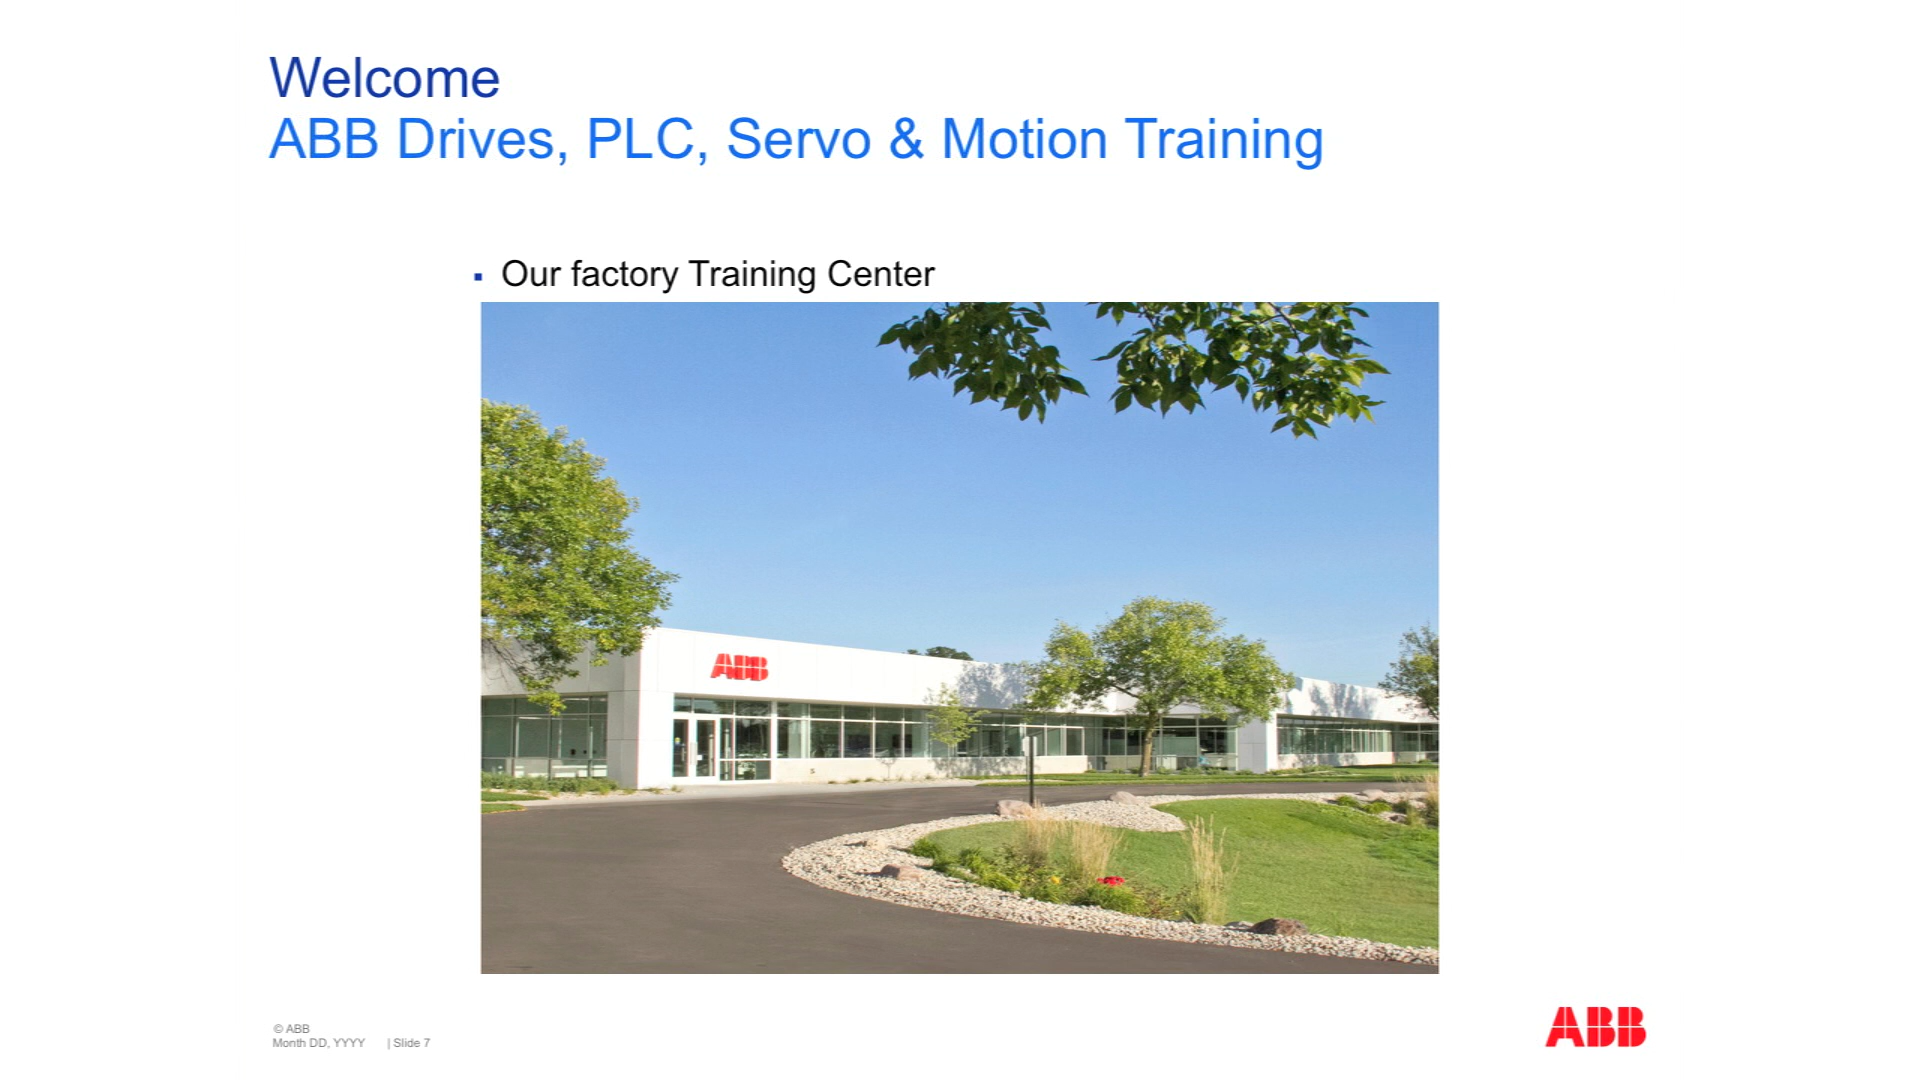 Welcome
ABB Drives, PLC, Servo & Motion Training
▪ Our factory Training Center
ABB
© ABB
Month DD, YYYY | Slide 7
ABB